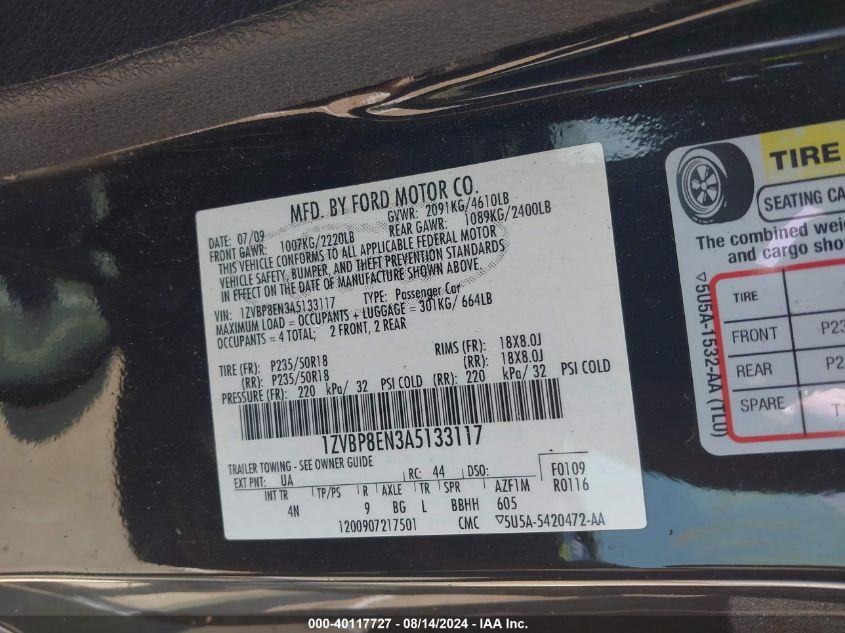 MFD. BY FORD MOTOR CO.
DATE: 07/09 GVWR: 2091KG/4610LB
FRONT GAWR: 1007KG/2220LB REAR GAWR: 1089KG/2400LB
THIS VEHICLE CONFORMS TO ALL APPLICABLE FEDERAL MOTOR
VEHICLE SAFETY, BUMPER, AND THEFT PREVENTION STANDARDS
IN EFFECT ON THE DATE OF MANUFACTURE SHOWN ABOVE
VIN: 1ZVBP8EN3A5133117 TYPE: Passenger Car
MAXIMUM LOAD = OCCUPANTS + LUGGAGE = 301KG/ 664LB
OCCUPANTS = 4 TOTAL; 2 FRONT, 2 REAR
TIRE (FR): P235/50R18 RIMS (FR): 18X8.0J
(RR): P235/50R18 (RR): 18X8.0J
PRESSURE (FR): 220 kPa/ 32 PSI COLD (RR): 220 kPa/ 32 PSI COLD
1ZVBP8EN3A5133117
TRAILER TOWING - SEE OWNER GUIDE
EXT PNT: UA RC: 44 DSO: F0109
INT TR TP/PS R AXLE TR SPR AZF1M R0116
4N 9 BG L BBHH 605
1200907217501 CMC ▽5U5A-5420472-AA
TIRE
SEATING CA
The combined wei
and cargo sho
TIRE
FRONT P23
REAR P2
SPARE T
▽5U5A-1532-AA (TL0)
000-40117727 - 08/14/2024 - IAA Inc.